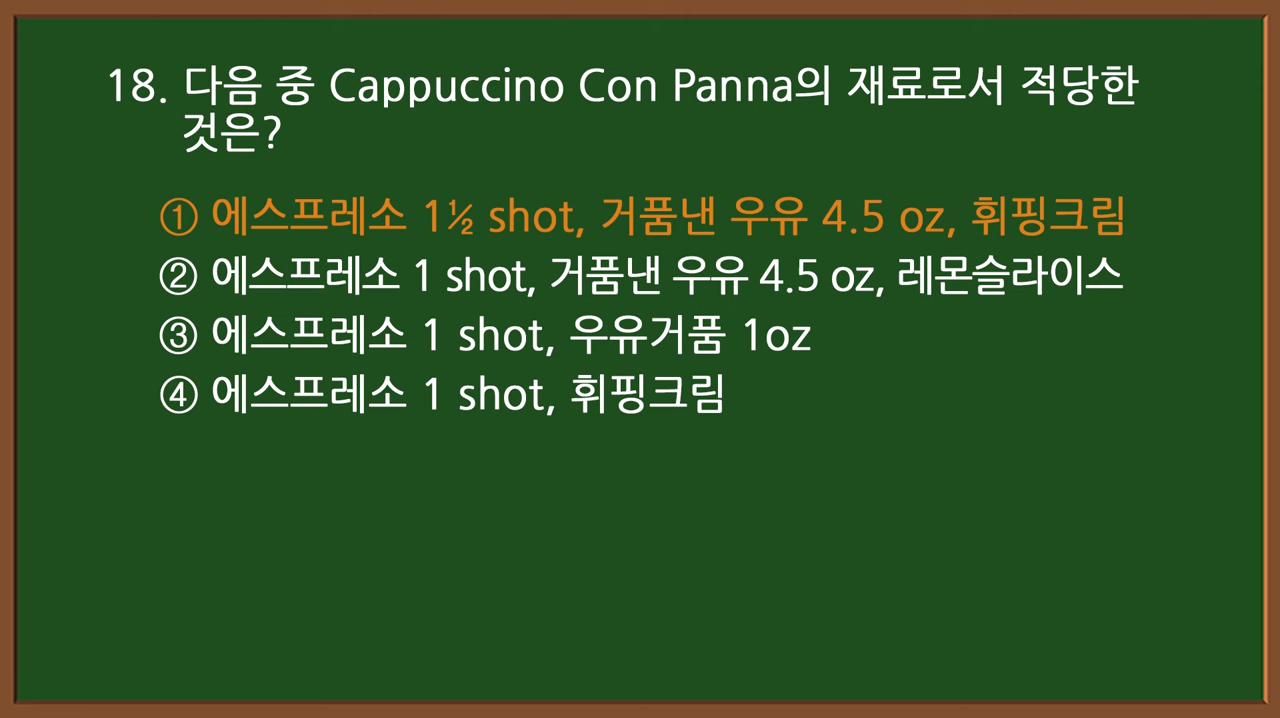 18. 다음 중 Cappuccino Con Panna의 재료로서 적당한
것은?
① 에스프레소 1½ shot, 거품낸 우유 4.5 oz, 휘핑크림
② 에스프레소 1 shot, 거품낸 우유 4.5 oz, 레몬슬라이스
③ 에스프레소 1 shot, 우유거품 1oz
④ 에스프레소 1 shot, 휘핑크림